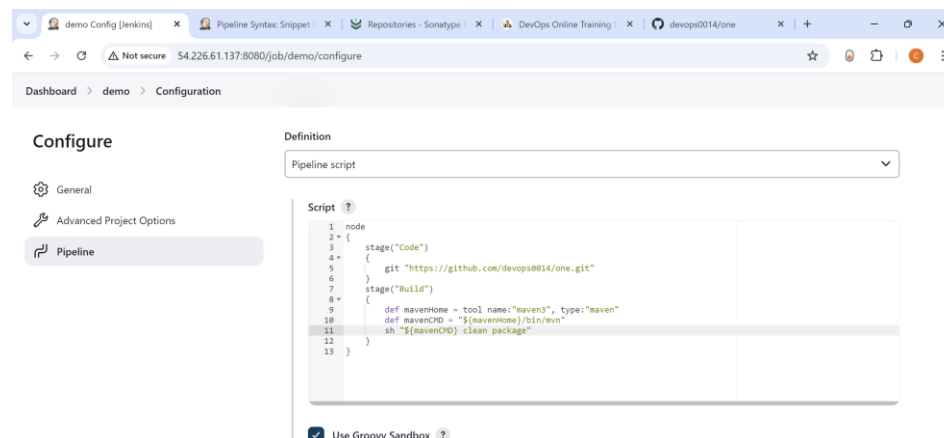 demo Config [Jenkins]
Pipeline Syntax: Snippet
Repositories - Sonatype
DevOps Online Training
devops0014/one
Not secure 54.226.61.137:8080/job/demo/configure
Dashboard > demo > Configuration
Configure
General
Advanced Project Options
Pipeline
Definition
Pipeline script
Script ?
1 node
2 {
3 stage("Code")
4 {
5 git "https://github.com/devops0014/one.git"
6 }
7 stage("Build")
8 {
9 def mavenHome = tool name:"maven3", type:"maven"
10 def mavenCMD = "${mavenHome}/bin/mvn"
11 sh "${mavenCMD} clean package"
12 }
13 }
Use Groovy Sandbox ?